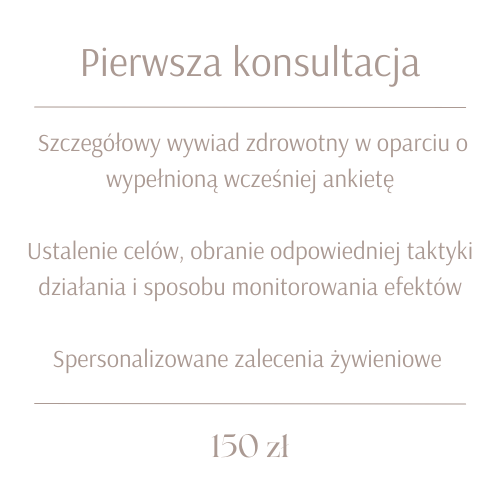 Pierwsza konsultacja
Szczegółowy wywiad zdrowotny w oparciu o
wypełnioną wcześniej ankietę
Ustalenie celów, obranie odpowiedniej taktyki
działania i sposobu monitorowania efektów
Spersonalizowane zalecenia żywieniowe
150 zł